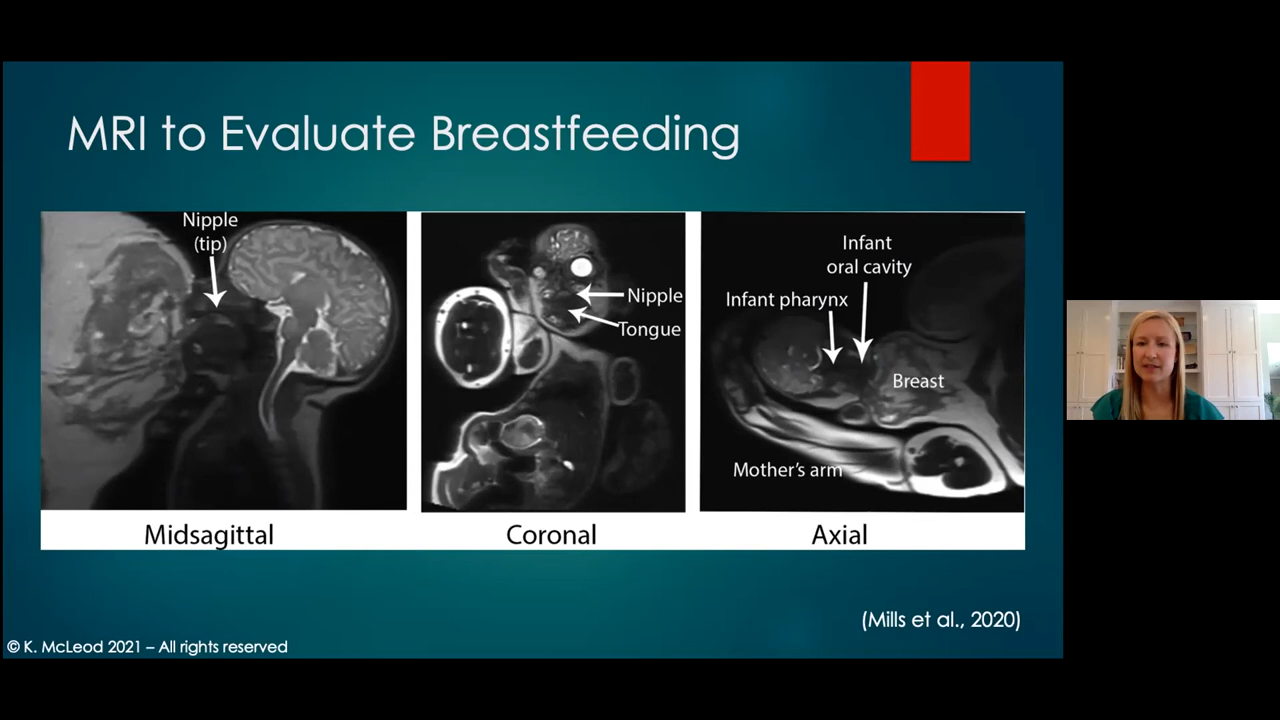 MRI to Evaluate Breastfeeding
Nipple
(tip)
Midsagittal
Nipple
Tongue
Coronal
Infant
oral cavity
Infant pharynx
Breast
Mother's arm
Axial
(Mills et al., 2020)
© K. McLeod 2021 – All rights reserved